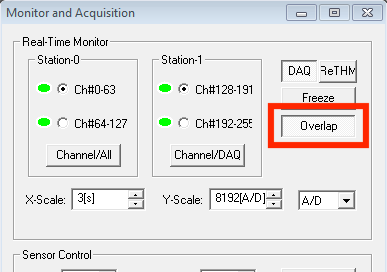 Monitor and Acquisition
Real-Time Monitor
Station-0
Station-1
DAQ
ReTHM
Ch#0-63
Ch#128-191
Freeze
Ch#64-127
Ch#192-255
Overlap
Channel/All
Channel/DAQ
X-Scale: 3[s]
Y-Scale: 8192[A/D]
A/D
Sensor Control